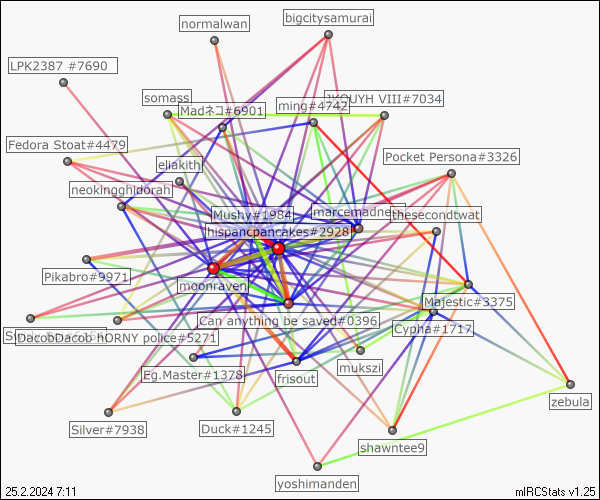 bigcitysamurai
normalwan
LPK2387 #7690
somass
Madネコ#6901
ming#4742
JKOUYH VIII#7034
Fedora Stoat#4479
eliakith
Pocket Persona#3326
neokingghidorah
Mushy#1984
marcemadness
thesecondtwat
hispancpancakes#2928
Pikabro#9971
moonraven
Majestic#3375
Can anything be saved#0396
Cypha#1717
DacobDacob hORNY police#5271
Eg.Master#1378
frisout
mukszi
zebula
Silver#7938
Duck#1245
shawntee9
yoshimanden
25.2.2024 7:11
mIRCStats v1.25